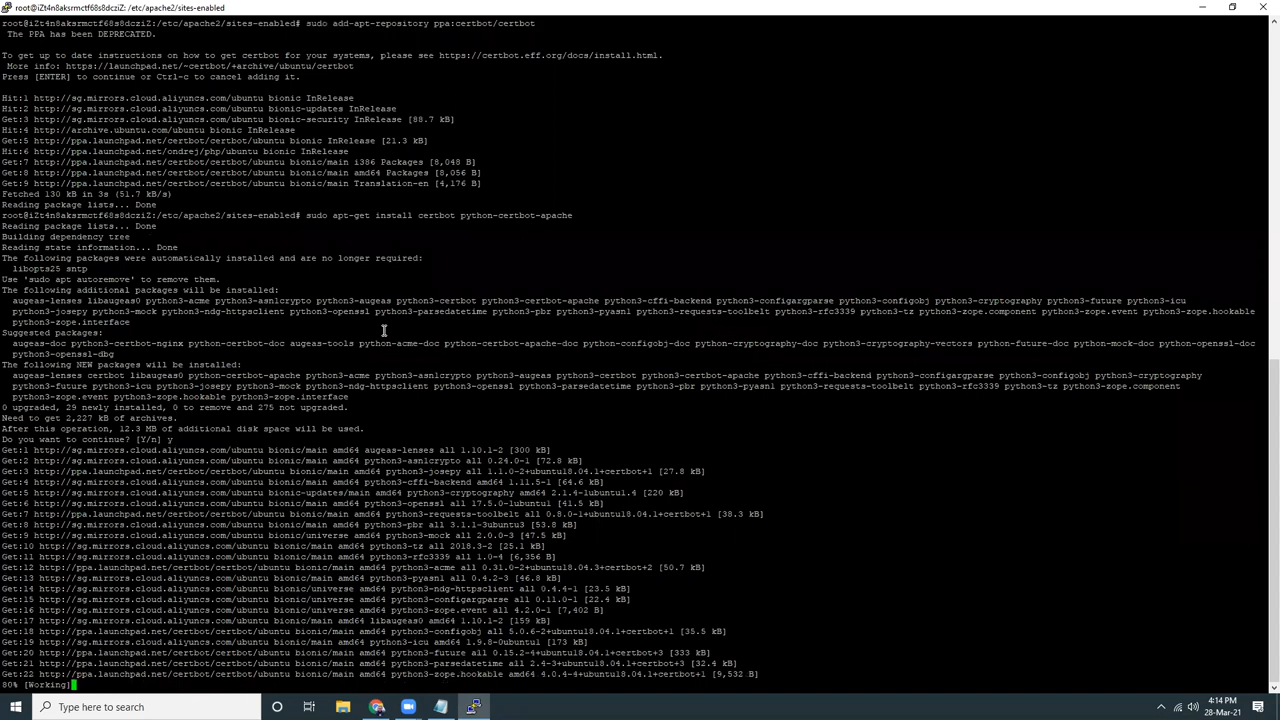 root@iZt4n8aksrmctf68s8dcziZ: /etc/apache2/sites-enabled
root@iZt4n8aksrmctf68s8dcziZ:/etc/apache2/sites-enabled# sudo add-apt-repository ppa:certbot/certbot
The PPA has been DEPRECATED.
To get up to date instructions on how to get certbot for your systems, please see https://certbot.eff.org/docs/install.html.
More info: https://launchpad.net/~certbot/+archive/ubuntu/certbot
Press [ENTER] to continue or Ctrl-c to cancel adding it.
Hit:1 http://sg.mirrors.cloud.aliyuncs.com/ubuntu bionic InRelease
Hit:2 http://sg.mirrors.cloud.aliyuncs.com/ubuntu bionic-updates InRelease
Get:3 http://sg.mirrors.cloud.aliyuncs.com/ubuntu bionic-security InRelease [88.7 kB]
Hit:4 http://archive.ubuntu.com/ubuntu bionic InRelease
Get:5 http://ppa.launchpad.net/certbot/certbot/ubuntu bionic InRelease [21.3 kB]
Hit:6 http://ppa.launchpad.net/ondrej/php/ubuntu bionic InRelease
Get:7 http://ppa.launchpad.net/certbot/certbot/ubuntu bionic/main i386 Packages [8,048 B]
Get:8 http://ppa.launchpad.net/certbot/certbot/ubuntu bionic/main amd64 Packages [8,056 B]
Get:9 http://ppa.launchpad.net/certbot/certbot/ubuntu bionic/main Translation-en [4,176 B]
Fetched 130 kB in 3s (51.7 kB/s)
Reading package lists... Done
root@iZt4n8aksrmctf68s8dcziZ:/etc/apache2/sites-enabled# sudo apt-get install certbot python-certbot-apache
Reading package lists... Done
Building dependency tree
Reading state information... Done
The following packages were automatically installed and are no longer required:
libopts25 sntp
Use 'sudo apt autoremove' to remove them.
The following additional packages will be installed:
augeas-lenses libaugeas0 python3-acme python3-asn1crypto python3-augeas python3-certbot python3-certbot-apache python3-cffi-backend python3-configargparse python3-configobj python3-cryptography python3-future python3-icu
python3-josepy python3-mock python3-ndg-httpsclient python3-openssl python3-parsedatetime python3-pbr python3-pyasn1 python3-requests-toolbelt python3-rfc3339 python3-tz python3-zope.component python3-zope.event python3-zope.hookable
python3-zope.interface
Suggested packages:
augeas-doc python3-certbot-nginx python-certbot-doc augeas-tools python-acme-doc python-certbot-apache-doc python-configobj-doc python-cryptography-doc python3-cryptography-vectors python-future-doc python-mock-doc python-openssl-doc
python3-openssl-dbg
The following NEW packages will be installed:
augeas-lenses certbot libaugeas0 python-certbot-apache python3-acme python3-asn1crypto python3-augeas python3-certbot python3-certbot-apache python3-cffi-backend python3-configargparse python3-configobj python3-cryptography
python3-future python3-icu python3-josepy python3-mock python3-ndg-httpsclient python3-openssl python3-parsedatetime python3-pbr python3-pyasn1 python3-requests-toolbelt python3-rfc3339 python3-tz python3-zope.component
python3-zope.event python3-zope.hookable python3-zope.interface
0 upgraded, 29 newly installed, 0 to remove and 275 not upgraded.
Need to get 2,227 kB of archives.
After this operation, 12.3 MB of additional disk space will be used.
Do you want to continue? [Y/n] y
Get:1 http://sg.mirrors.cloud.aliyuncs.com/ubuntu bionic/main amd64 augeas-lenses all 1.10.1-2 [300 kB]
Get:2 http://sg.mirrors.cloud.aliyuncs.com/ubuntu bionic/main amd64 python3-asn1crypto all 0.24.0-1 [72.8 kB]
Get:3 http://ppa.launchpad.net/certbot/certbot/ubuntu bionic/main amd64 python3-josepy all 1.1.0-2+ubuntu18.04.1+certbot+1 [27.8 kB]
Get:4 http://sg.mirrors.cloud.aliyuncs.com/ubuntu bionic/main amd64 python3-cffi-backend amd64 1.11.5-1 [64.6 kB]
Get:5 http://sg.mirrors.cloud.aliyuncs.com/ubuntu bionic-updates/main amd64 python3-cryptography amd64 2.1.4-1ubuntu1.4 [220 kB]
Get:6 http://sg.mirrors.cloud.aliyuncs.com/ubuntu bionic/main amd64 python3-openssl all 17.5.0-1ubuntu1 [41.5 kB]
Get:7 http://ppa.launchpad.net/certbot/certbot/ubuntu bionic/main amd64 python3-requests-toolbelt all 0.8.0-1+ubuntu18.04.1+certbot+1 [38.3 kB]
Get:8 http://sg.mirrors.cloud.aliyuncs.com/ubuntu bionic/main amd64 python3-pbr all 3.1.1-3ubuntu3 [53.8 kB]
Get:9 http://sg.mirrors.cloud.aliyuncs.com/ubuntu bionic/universe amd64 python3-mock all 2.0.0-3 [47.5 kB]
Get:10 http://sg.mirrors.cloud.aliyuncs.com/ubuntu bionic/main amd64 python3-tz all 2018.3-2 [25.1 kB]
Get:11 http://sg.mirrors.cloud.aliyuncs.com/ubuntu bionic/main amd64 python3-rfc3339 all 1.0-4 [6,356 B]
Get:12 http://ppa.launchpad.net/certbot/certbot/ubuntu bionic/main amd64 python3-acme all 0.31.0-2+ubuntu18.04.3+certbot+2 [50.7 kB]
Get:13 http://sg.mirrors.cloud.aliyuncs.com/ubuntu bionic/main amd64 python3-pyasn1 all 0.4.2-3 [46.8 kB]
Get:14 http://sg.mirrors.cloud.aliyuncs.com/ubuntu bionic/universe amd64 python3-ndg-httpsclient all 0.4.4-1 [23.5 kB]
Get:15 http://sg.mirrors.cloud.aliyuncs.com/ubuntu bionic/universe amd64 python3-configargparse all 0.11.0-1 [22.4 kB]
Get:16 http://sg.mirrors.cloud.aliyuncs.com/ubuntu bionic/universe amd64 python3-zope.event all 4.2.0-1 [7,402 B]
Get:17 http://sg.mirrors.cloud.aliyuncs.com/ubuntu bionic/main amd64 libaugeas0 amd64 1.10.1-2 [159 kB]
Get:18 http://ppa.launchpad.net/certbot/certbot/ubuntu bionic/main amd64 python3-configobj all 5.0.6-2+ubuntu18.04.1+certbot+1 [35.5 kB]
Get:19 http://sg.mirrors.cloud.aliyuncs.com/ubuntu bionic/main amd64 python3-icu amd64 1.9.8-0ubuntu1 [173 kB]
Get:20 http://ppa.launchpad.net/certbot/certbot/ubuntu bionic/main amd64 python3-future all 0.15.2-4+ubuntu18.04.1+certbot+3 [333 kB]
Get:21 http://ppa.launchpad.net/certbot/certbot/ubuntu bionic/main amd64 python3-parsedatetime all 2.4-3+ubuntu18.04.1+certbot+3 [32.4 kB]
Get:22 http://ppa.launchpad.net/certbot/certbot/ubuntu bionic/main amd64 python3-zope.hookable amd64 4.0.4-4+ubuntu18.04.1+certbot+1 [9,532 B]
80% [Working]
Type here to search
4:14 PM
28-Mar-21